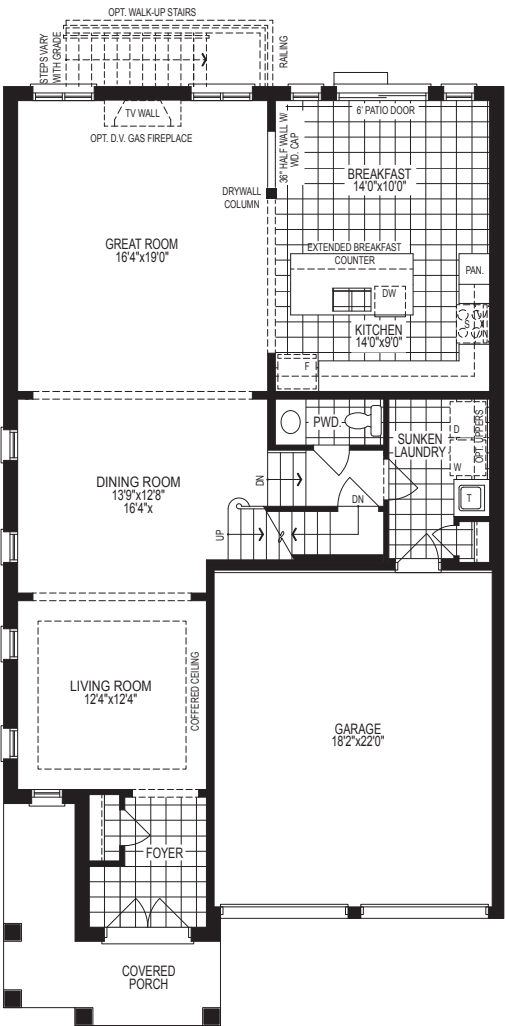 OPT. WALK-UP STAIRS
STEPS VARY
WITH GRADE
RAILING
TV WALL
OPT. D.V. GAS FIREPLACE
6' PATIO DOOR
36" HALF WALL W/
WD. CAP
BREAKFAST
14'0"x10'0"
DRYWALL
COLUMN
GREAT ROOM
16'4"x19'0"
EXTENDED BREAKFAST
COUNTER
PAN.
DW
S
KITCHEN
14'0"x9'0"
F
PWD.
SUNKEN
LAUNDRY
D
W
OPT. UPPERS
T
DN
DN
UP
DINING ROOM
13'9"x12'8"
16'4"x
LIVING ROOM
12'4"x12'4"
COFFERED CEILING
GARAGE
18'2"x22'0"
FOYER
COVERED
PORCH